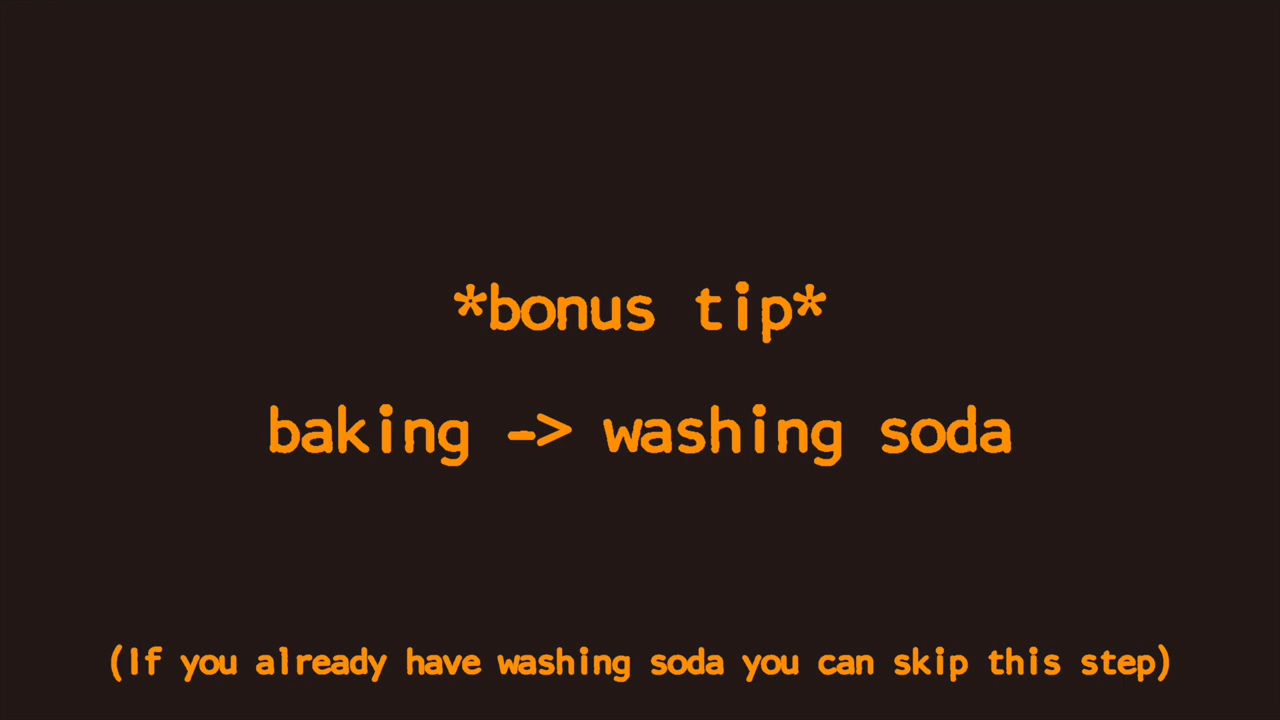 *bonus tip*
baking -> washing soda
(If you already have washing soda you can skip this step)